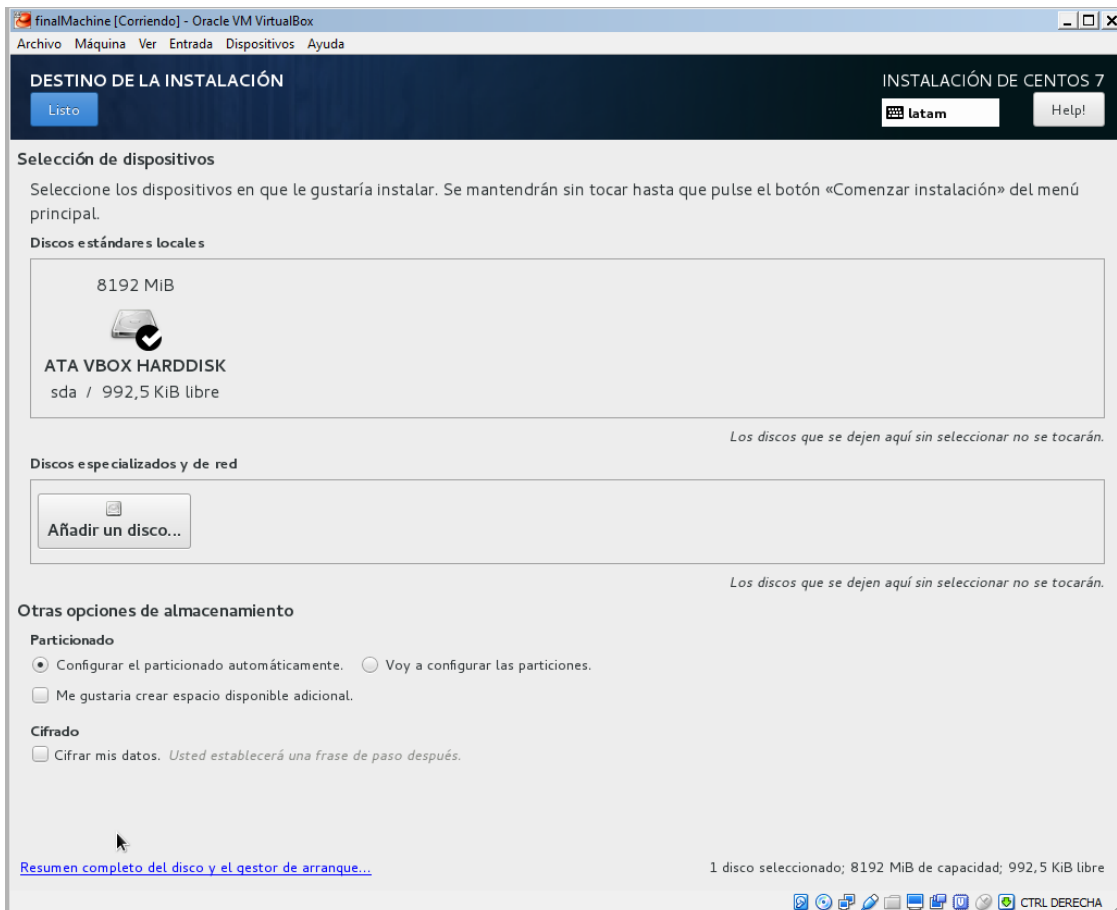 finalMachine [Corriendo] - Oracle VM VirtualBox
Archivo Máquina Ver Entrada Dispositivos Ayuda
DESTINO DE LA INSTALACIÓN
INSTALACIÓN DE CENTOS 7
Listo
latam
Help!
Selección de dispositivos
Seleccione los dispositivos en que le gustaría instalar. Se mantendrán sin tocar hasta que pulse el botón «Comenzar instalación» del menú
principal.
Discos estándares locales
8192 MiB
ATA VBOX HARDDISK
sda / 992,5 KiB libre
Los discos que se dejen aquí sin seleccionar no se tocarán.
Discos especializados y de red
Añadir un disco...
Los discos que se dejen aquí sin seleccionar no se tocarán.
Otras opciones de almacenamiento
Particionado
Configurar el particionado automáticamente. Voy a configurar las particiones.
Me gustaria crear espacio disponible adicional.
Cifrado
Cifrar mis datos. Usted establecerá una frase de paso después.
Resumen completo del disco y el gestor de arranque...
1 disco seleccionado; 8192 MiB de capacidad; 992,5 KiB libre
CTRL DERECHA